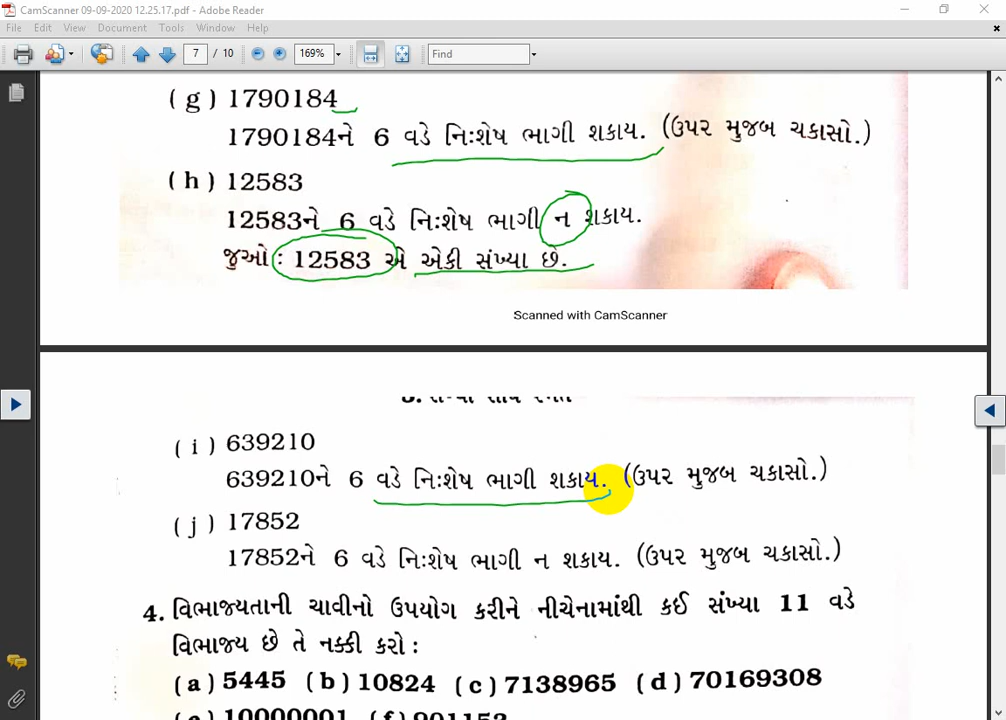 CamScanner 09-09-2020 12.25.17.pdf - Adobe Reader
File Edit View Document Tools Window Help
7 / 10 169% Find
( g ) 1790184
1790184ને 6 વડે નિઃશેષ ભાગી શકાય. (ઉપર મુજબ ચકાસો.)
( h ) 12583
12583ને 6 વડે નિઃશેષ ભાગી ન શકાય.
જુઓ : 12583 એ એકી સંખ્યા છે.
Scanned with CamScanner
( i ) 639210
639210ને 6 વડે નિઃશેષ ભાગી શકાય. (ઉપર મુજબ ચકાસો.)
( j ) 17852
17852ને 6 વડે નિઃશેષ ભાગી ન શકાય. (ઉપર મુજબ ચકાસો.)
4. વિભાજ્યતાની ચાવીનો ઉપયોગ કરીને નીચેનામાંથી કઈ સંખ્યા 11 વડે
વિભાજ્ય છે તે નક્કી કરો :
( a ) 5445 ( b ) 10824 ( c ) 7138965 ( d ) 70169308
( e ) 10000001 ( f ) 901153